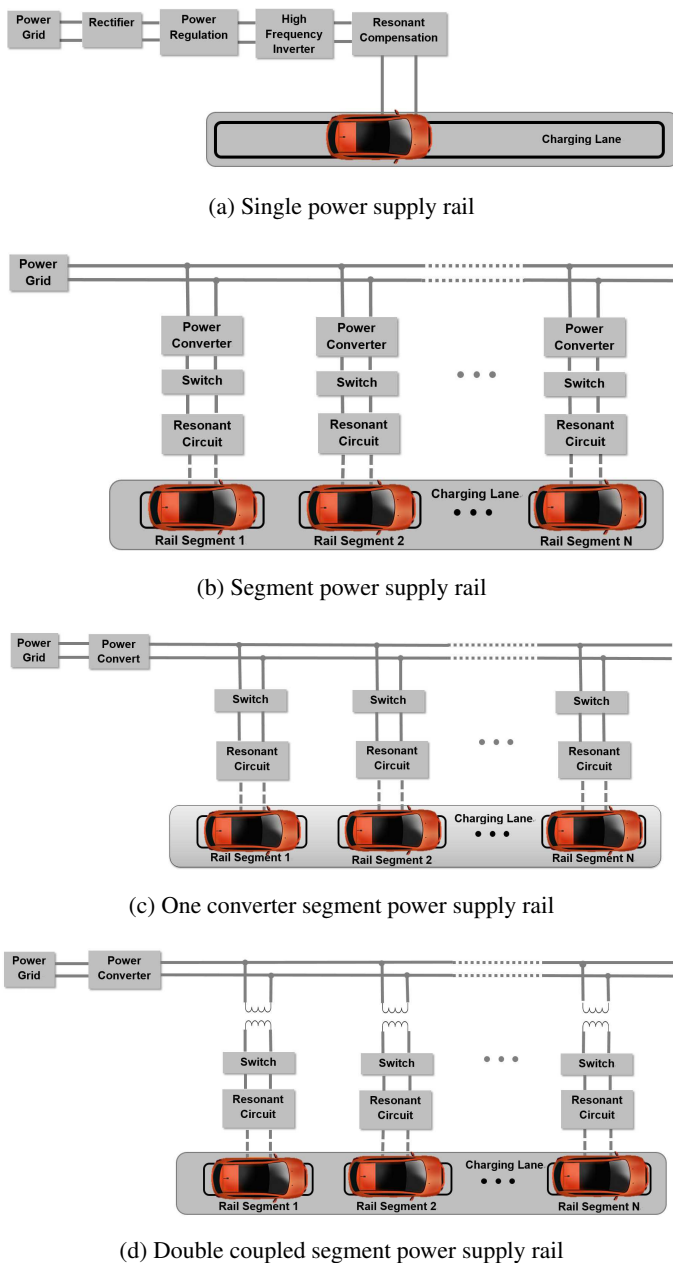 Power Grid
Rectifier
Power Regulation
High Frequency Inverter
Resonant Compensation
Charging Lane
(a) Single power supply rail
Power Grid
Power Converter
Power Converter
Power Converter
Switch
Switch
Switch
Resonant Circuit
Resonant Circuit
Resonant Circuit
Charging Lane
Rail Segment 1
Rail Segment 2
Rail Segment N
(b) Segment power supply rail
Power Grid
Power Convert
Switch
Switch
Switch
Resonant Circuit
Resonant Circuit
Resonant Circuit
Charging Lane
Rail Segment 1
Rail Segment 2
Rail Segment N
(c) One converter segment power supply rail
Power Grid
Power Converter
Switch
Switch
Switch
Resonant Circuit
Resonant Circuit
Resonant Circuit
Charging Lane
Rail Segment 1
Rail Segment 2
Rail Segment N
(d) Double coupled segment power supply rail